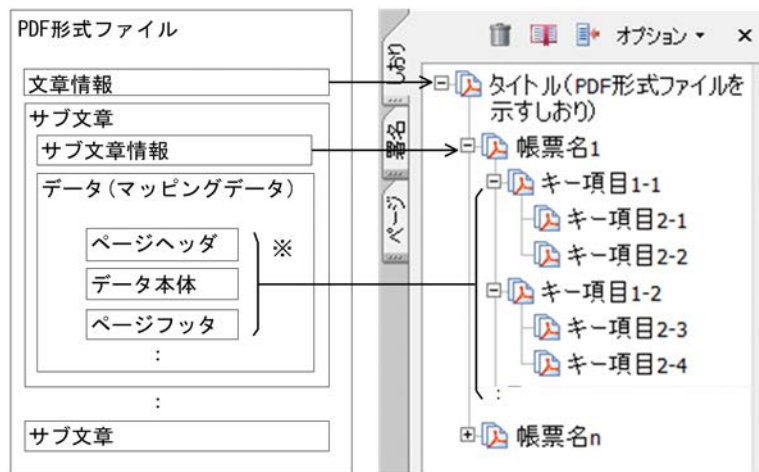 PDF形式ファイル
文章情報
サブ文章
サブ文章情報
データ(マッピングデータ)
ページヘッダ
※
データ本体
ページフッタ
:
:
サブ文章
しおり
署名
ページ
オプション
×
タイトル(PDF形式ファイルを
示すしおり)
帳票名1
キー項目1-1
キー項目2-1
キー項目2-2
キー項目1-2
キー項目2-3
キー項目2-4
:
帳票名n